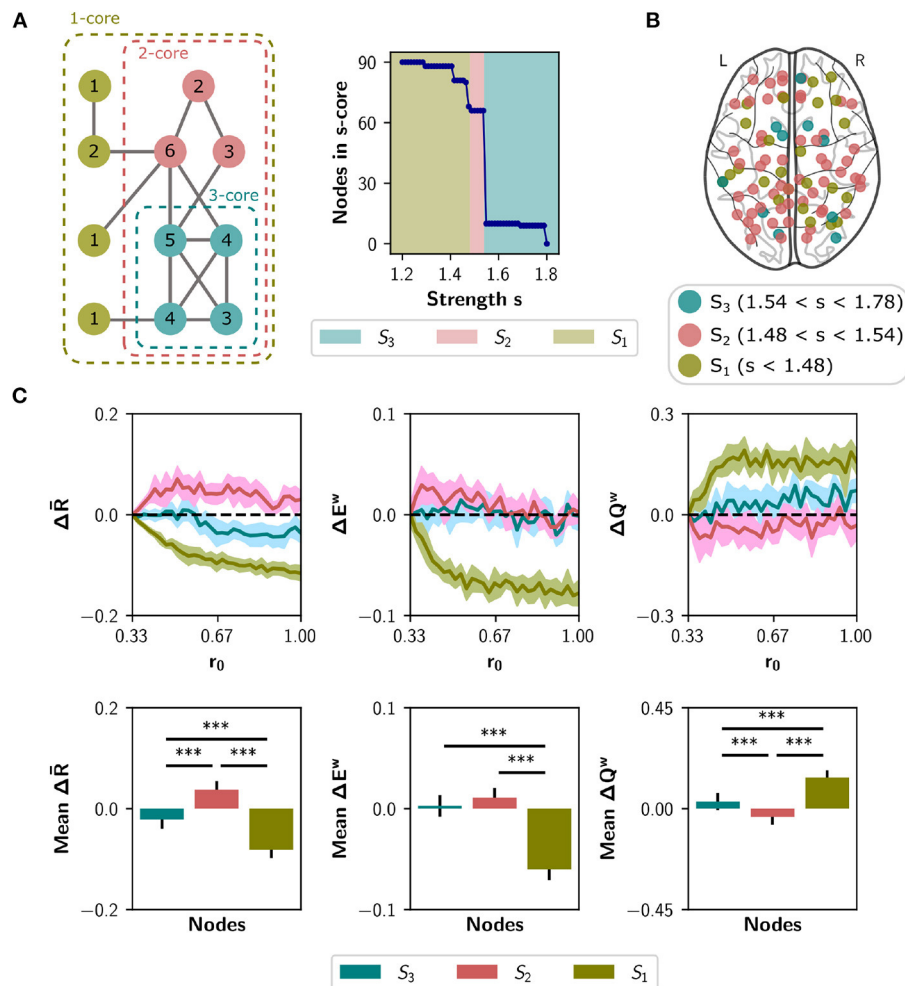 A
1-core
2-core
1
2
2
6
3
3-core
1
5
4
1
4
3
Nodes in s-core
90
60
30
0
1.2
1.4
1.6
1.8
Strength s
S₃
S₂
S₁
B
L
R
S₃ (1.54 < s < 1.78)
S₂ (1.48 < s < 1.54)
S₁ (s < 1.48)
C
ΔR̄
0.2
0.0
−0.2
0.33
0.67
1.00
r₀
ΔEʷ
0.1
0.0
−0.1
0.33
0.67
1.00
r₀
ΔQʷ
0.3
0.0
−0.3
0.33
0.67
1.00
r₀
Mean ΔR̄
0.2
0.0
−0.2
***
***
***
Nodes
Mean ΔEʷ
0.1
0.0
−0.1
***
***
Nodes
Mean ΔQʷ
0.45
0.00
−0.45
***
***
***
Nodes
S₃
S₂
S₁